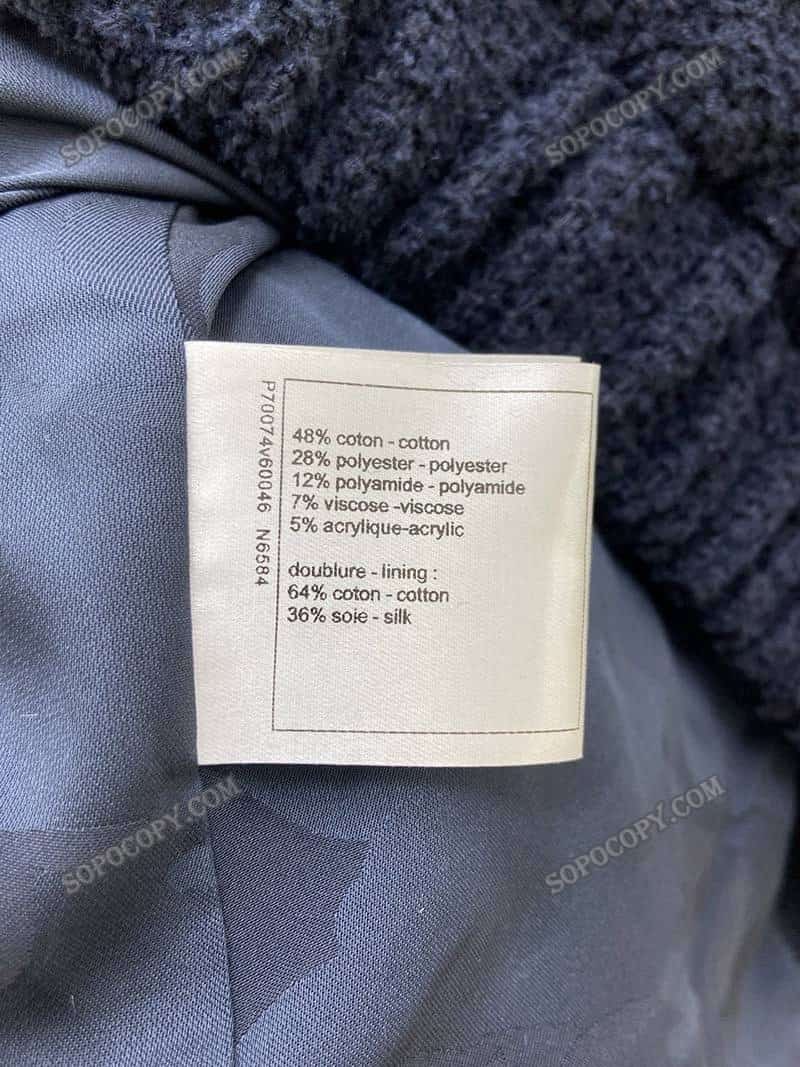 SOPOCOPY.COM
SOPOCOPY.COM
P70074V60046 N6584
48% coton - cotton
28% polyester - polyester
12% polyamide - polyamide
7% viscose -viscose
5% acrylique-acrylic
doublure - lining :
64% coton - cotton
36% soie - silk
SOPOCOPY.COM
SOPOCOPY.COM